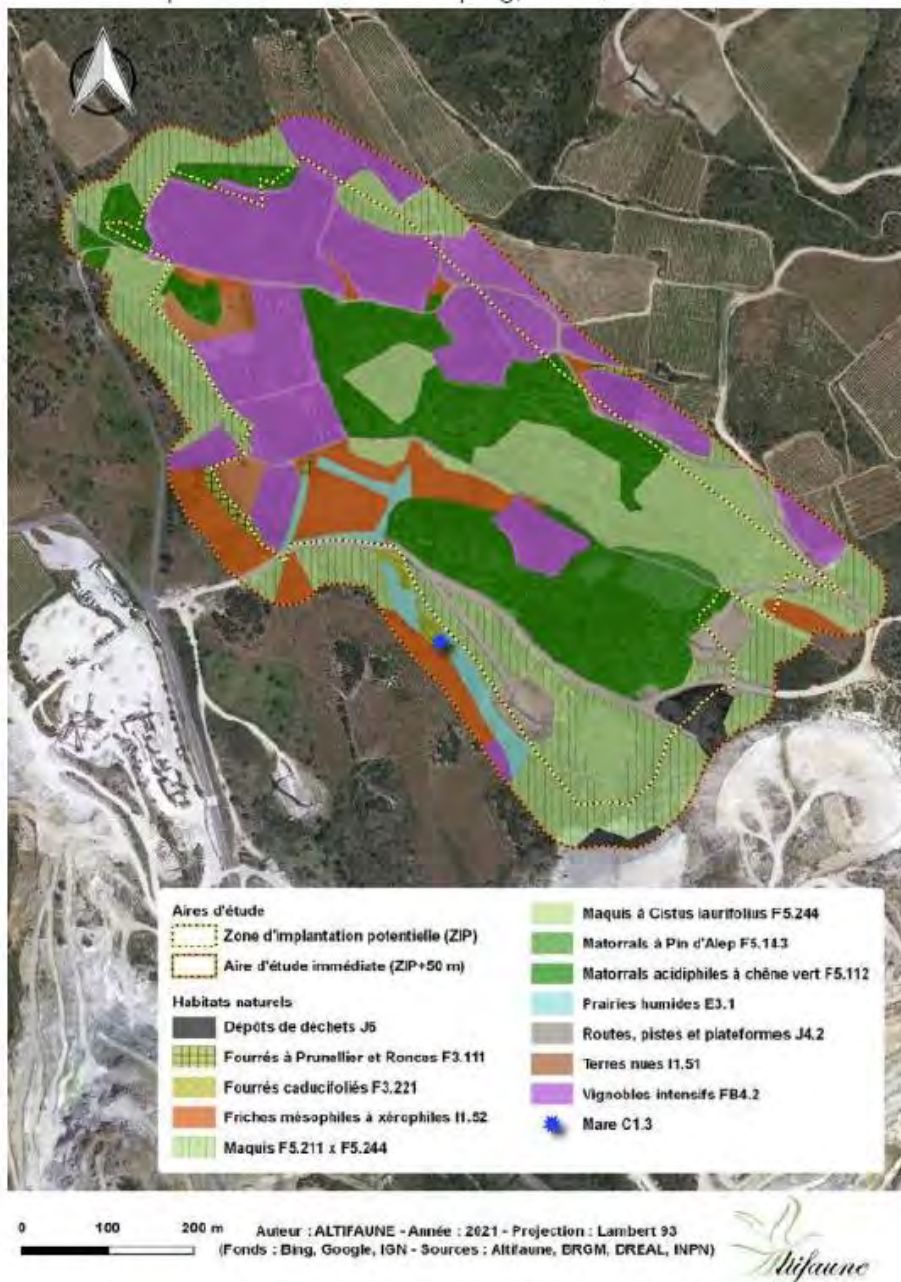 Aires d'étude
Zone d'implantation potentielle (ZIP)
Aire d'étude immédiate (ZIP+50 m)
Habitats naturels
Dépôts de déchets J6
Fourrés à Prunellier et Ronces F3.111
Fourrés caducifoliés F3.221
Friches mésophiles à xérophiles I1.52
Maquis F5.211 x F5.244
Maquis à Cistus laurifolius F5.244
Matorrals à Pin d'Alep F5.143
Matorrals acidiphiles à chêne vert F5.112
Prairies humides E3.1
Routes, pistes et plateformes J4.2
Terres nues I1.51
Vignobles intensifs FB4.2
Mare C1.3
0 100 200 m
Auteur : ALTIFAUNE - Année : 2021 - Projection : Lambert 93
(Fonds : Bing, Google, IGN - Sources : Altifaune, BRGM, DREAL, INPN)
Altifaune